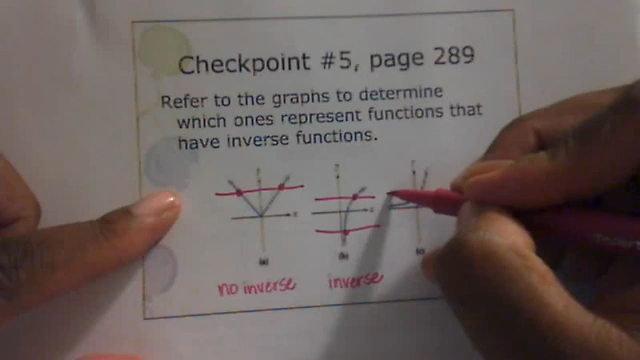 Checkpoint #5, page 289
Refer to the graphs to determine
which ones represent functions that
have inverse functions.
no inverse inverse